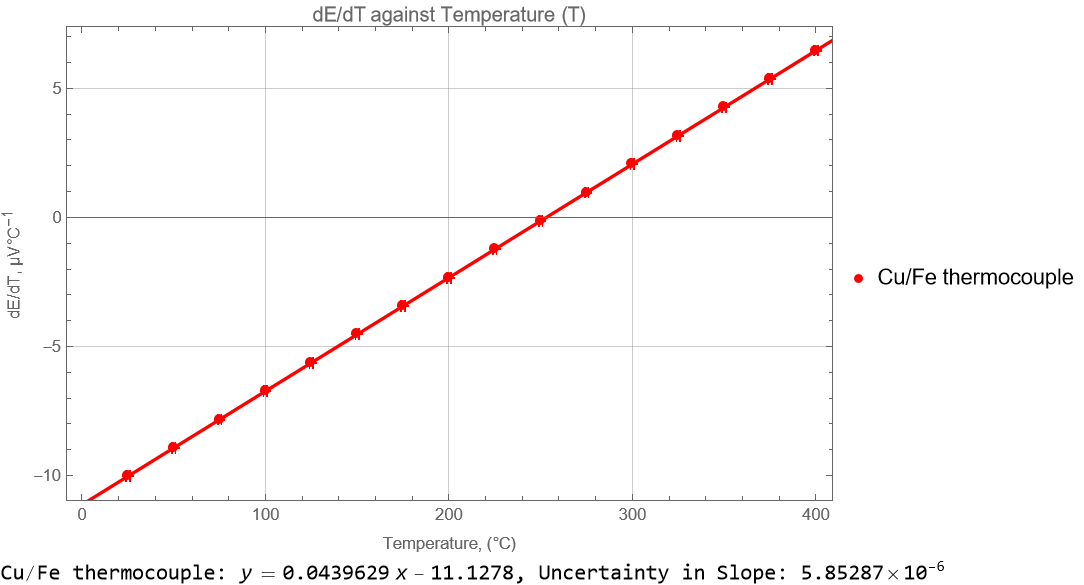 dE/dT against Temperature (T)
5
0
−5
−10
dE/dT, μV°C⁻¹
0 100 200 300 400
Temperature, (°C)
Cu/Fe thermocouple
Cu/Fe thermocouple: y = 0.0439629 x − 11.1278, Uncertainty in Slope: 5.85287×10⁻⁶